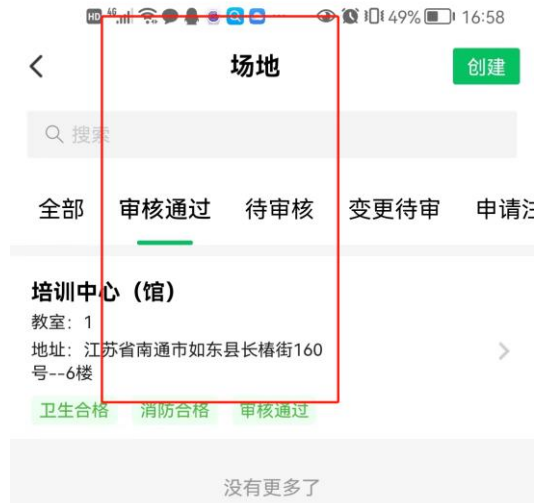 HD 46 49% 16:58
场地
创建
搜索
全部 审核通过 待审核 变更待审 申请注
培训中心（馆）
教室：1
地址：江苏省南通市如东县长椿街160
号--6楼
卫生合格 消防合格 审核通过
没有更多了